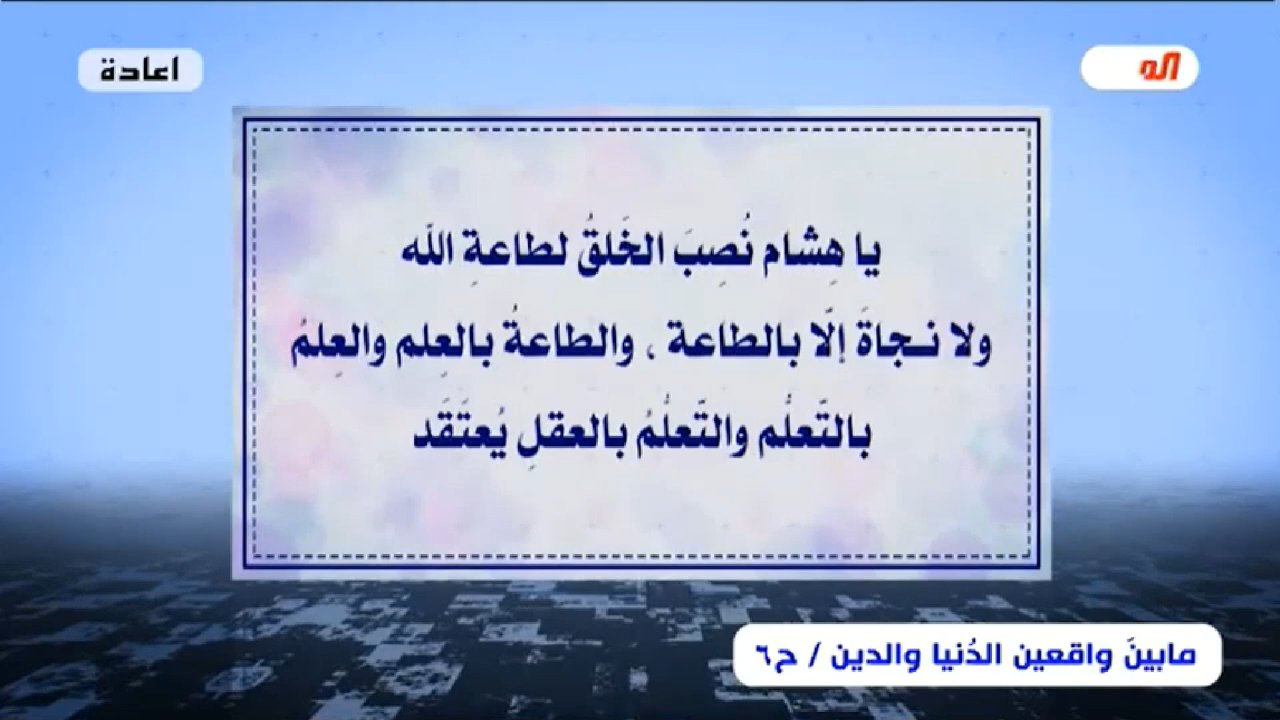 اعادة
يا هِشام نُصِبَ الخَلقُ لطاعةِ الله
ولا نـجاةَ إلّا بالطاعة ، والطاعةُ بالعِلم والعِلمُ
بالتّعلُّم والتّعلُّمُ بالعقلِ يُعتَقَد
مابينّ واقعين الدُنيا والدين / ح٦